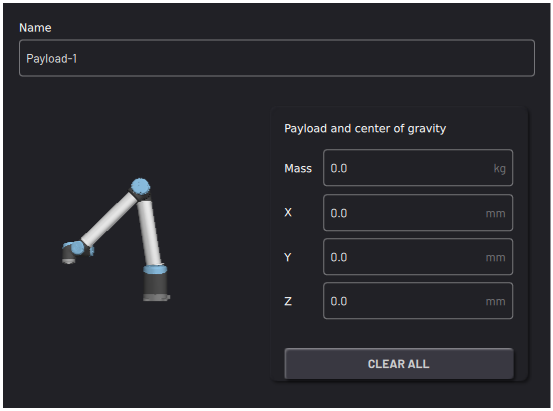 Name
Payload-1
Payload and center of gravity
Mass 0.0 kg
X 0.0 mm
Y 0.0 mm
Z 0.0 mm
CLEAR ALL